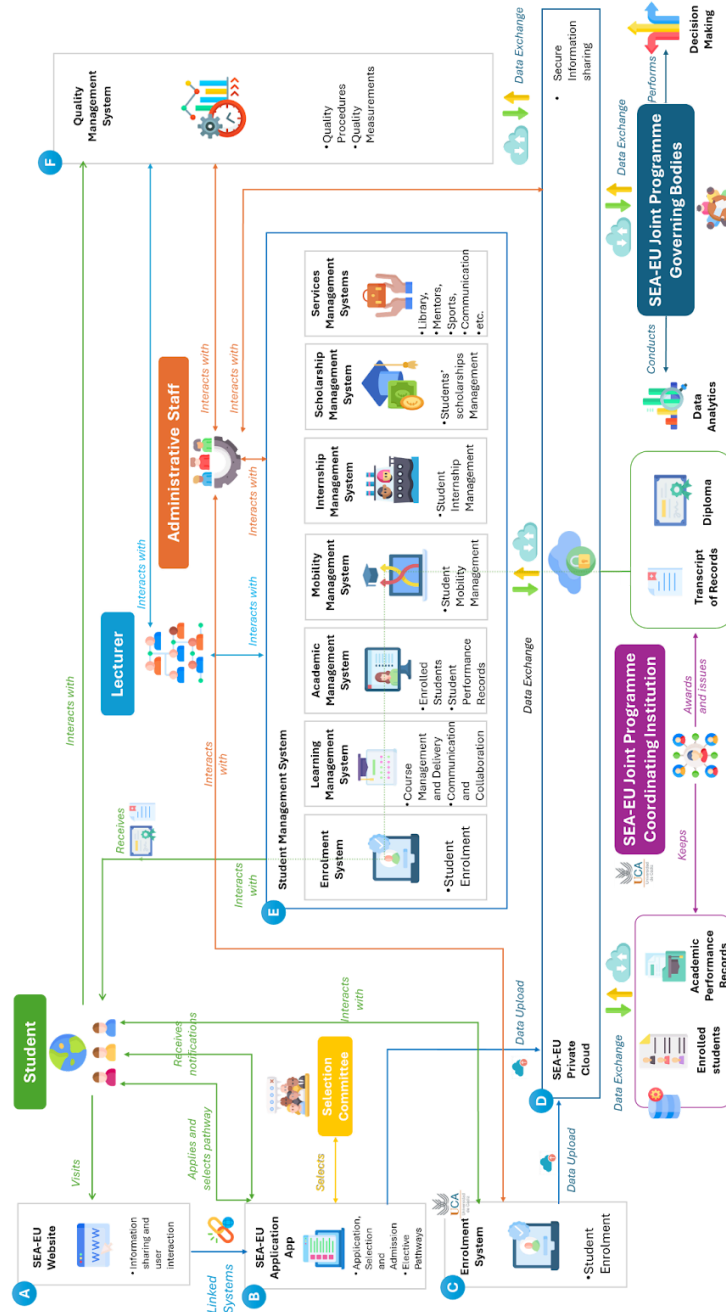 Student
Lecturer
Administrative Staff
Visits
Applies and
selects pathway
Receives
notifications
Interacts
with
Receives
Interacts
with
Interacts with
Interacts
with
Interacts with
Interacts with
Interacts with
Interacts with
Interacts with
A
SEA-EU
Website
WWW
• Information
sharing and
user
interaction
Linked
Systems
B
SEA-EU
Application
App
• Application,
Selection
and
Admission
• Elective
Pathways
Selects
Selection
Committee
C
UCA
Enrolment
System
•Student
Enrolment
Data Upload
Data Upload
E
Student Management System
Enrolment
System
•Student
Enrolment
Learning
Management
System
• Course
Management
and Delivery
• Communication
and
Collaboration
Academic
Management
System
• Enrolled
Students
• Student
Performance
Records
Mobility
Management
System
• Student
Mobility
Management
Internship
Management
System
• Student
Internship
Management
Scholarship
Management
System
• Students'
scholarships
Management
Services
Management
Systems
• Library,
• Mentors,
• Sports,
• Communication
• etc.
F
Quality
Management
System
• Quality
Procedures
• Quality
Measurements
Data Exchange
Data Exchange
D
SEA-EU
Private
Cloud
• Secure
Information
sharing
Data Exchange
Enrolled
students
Academic
Performance
Records
Keeps
UCA
SEA-EU Joint Programme
Coordinating Institution
Awards
and issues
Transcript
of Records
Diploma
Data
Analytics
Conducts
SEA-EU Joint Programme
Governing Bodies
Data Exchange
Performs
Decision
Making